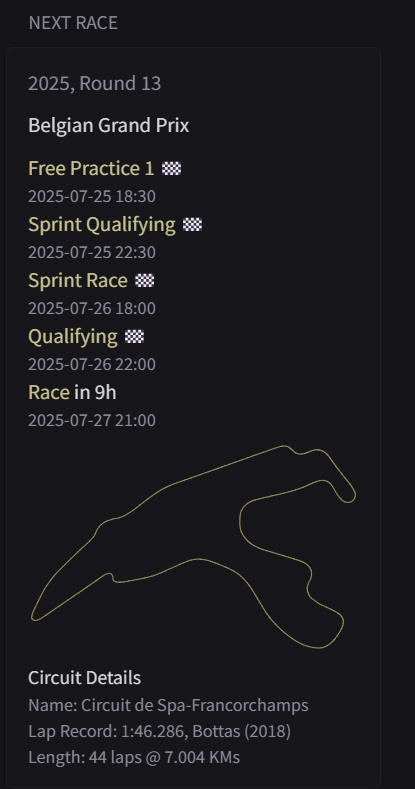 NEXT RACE
2025, Round 13
Belgian Grand Prix
Free Practice 1 🏁
2025-07-25 18:30
Sprint Qualifying 🏁
2025-07-25 22:30
Sprint Race 🏁
2025-07-26 18:00
Qualifying 🏁
2025-07-26 22:00
Race in 9h
2025-07-27 21:00
Circuit Details
Name: Circuit de Spa-Francorchamps
Lap Record: 1:46.286, Bottas (2018)
Length: 44 laps @ 7.004 KMs